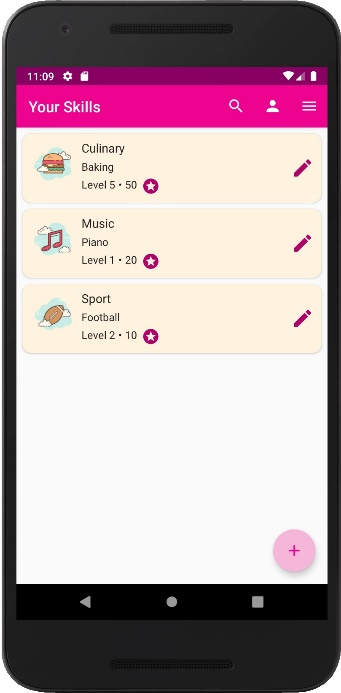 11:09
Your Skills
Culinary
Baking
Level 5 • 50
Music
Piano
Level 1 • 20
Sport
Football
Level 2 • 10